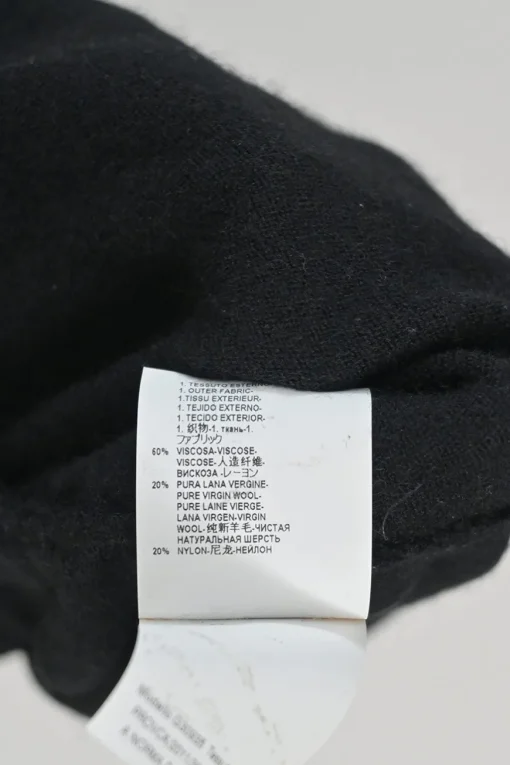 1. TESSUTO ESTERNO
1. OUTER FABRIC-
1.TISSU EXTERIEUR-
1. TEJIDO EXTERNO-
1. TECIDO EXTERIOR-
1. 织物-1. ткань-1.
ファブリック
60% VISCOSA-VISCOSE-
VISCOSE-人造纤维-
ВИСКОЗА -レーヨン
20% PURA LANA VERGINE-
PURE VIRGIN WOOL-
PURE LAINE VIERGE-
LANA VIRGEN-VIRGIN
WOOL-纯新羊毛-ЧИСТАЯ
НАТУРАЛЬНАЯ ШЕРСТЬ
20% NYLON-尼龙-НЕЙЛОН